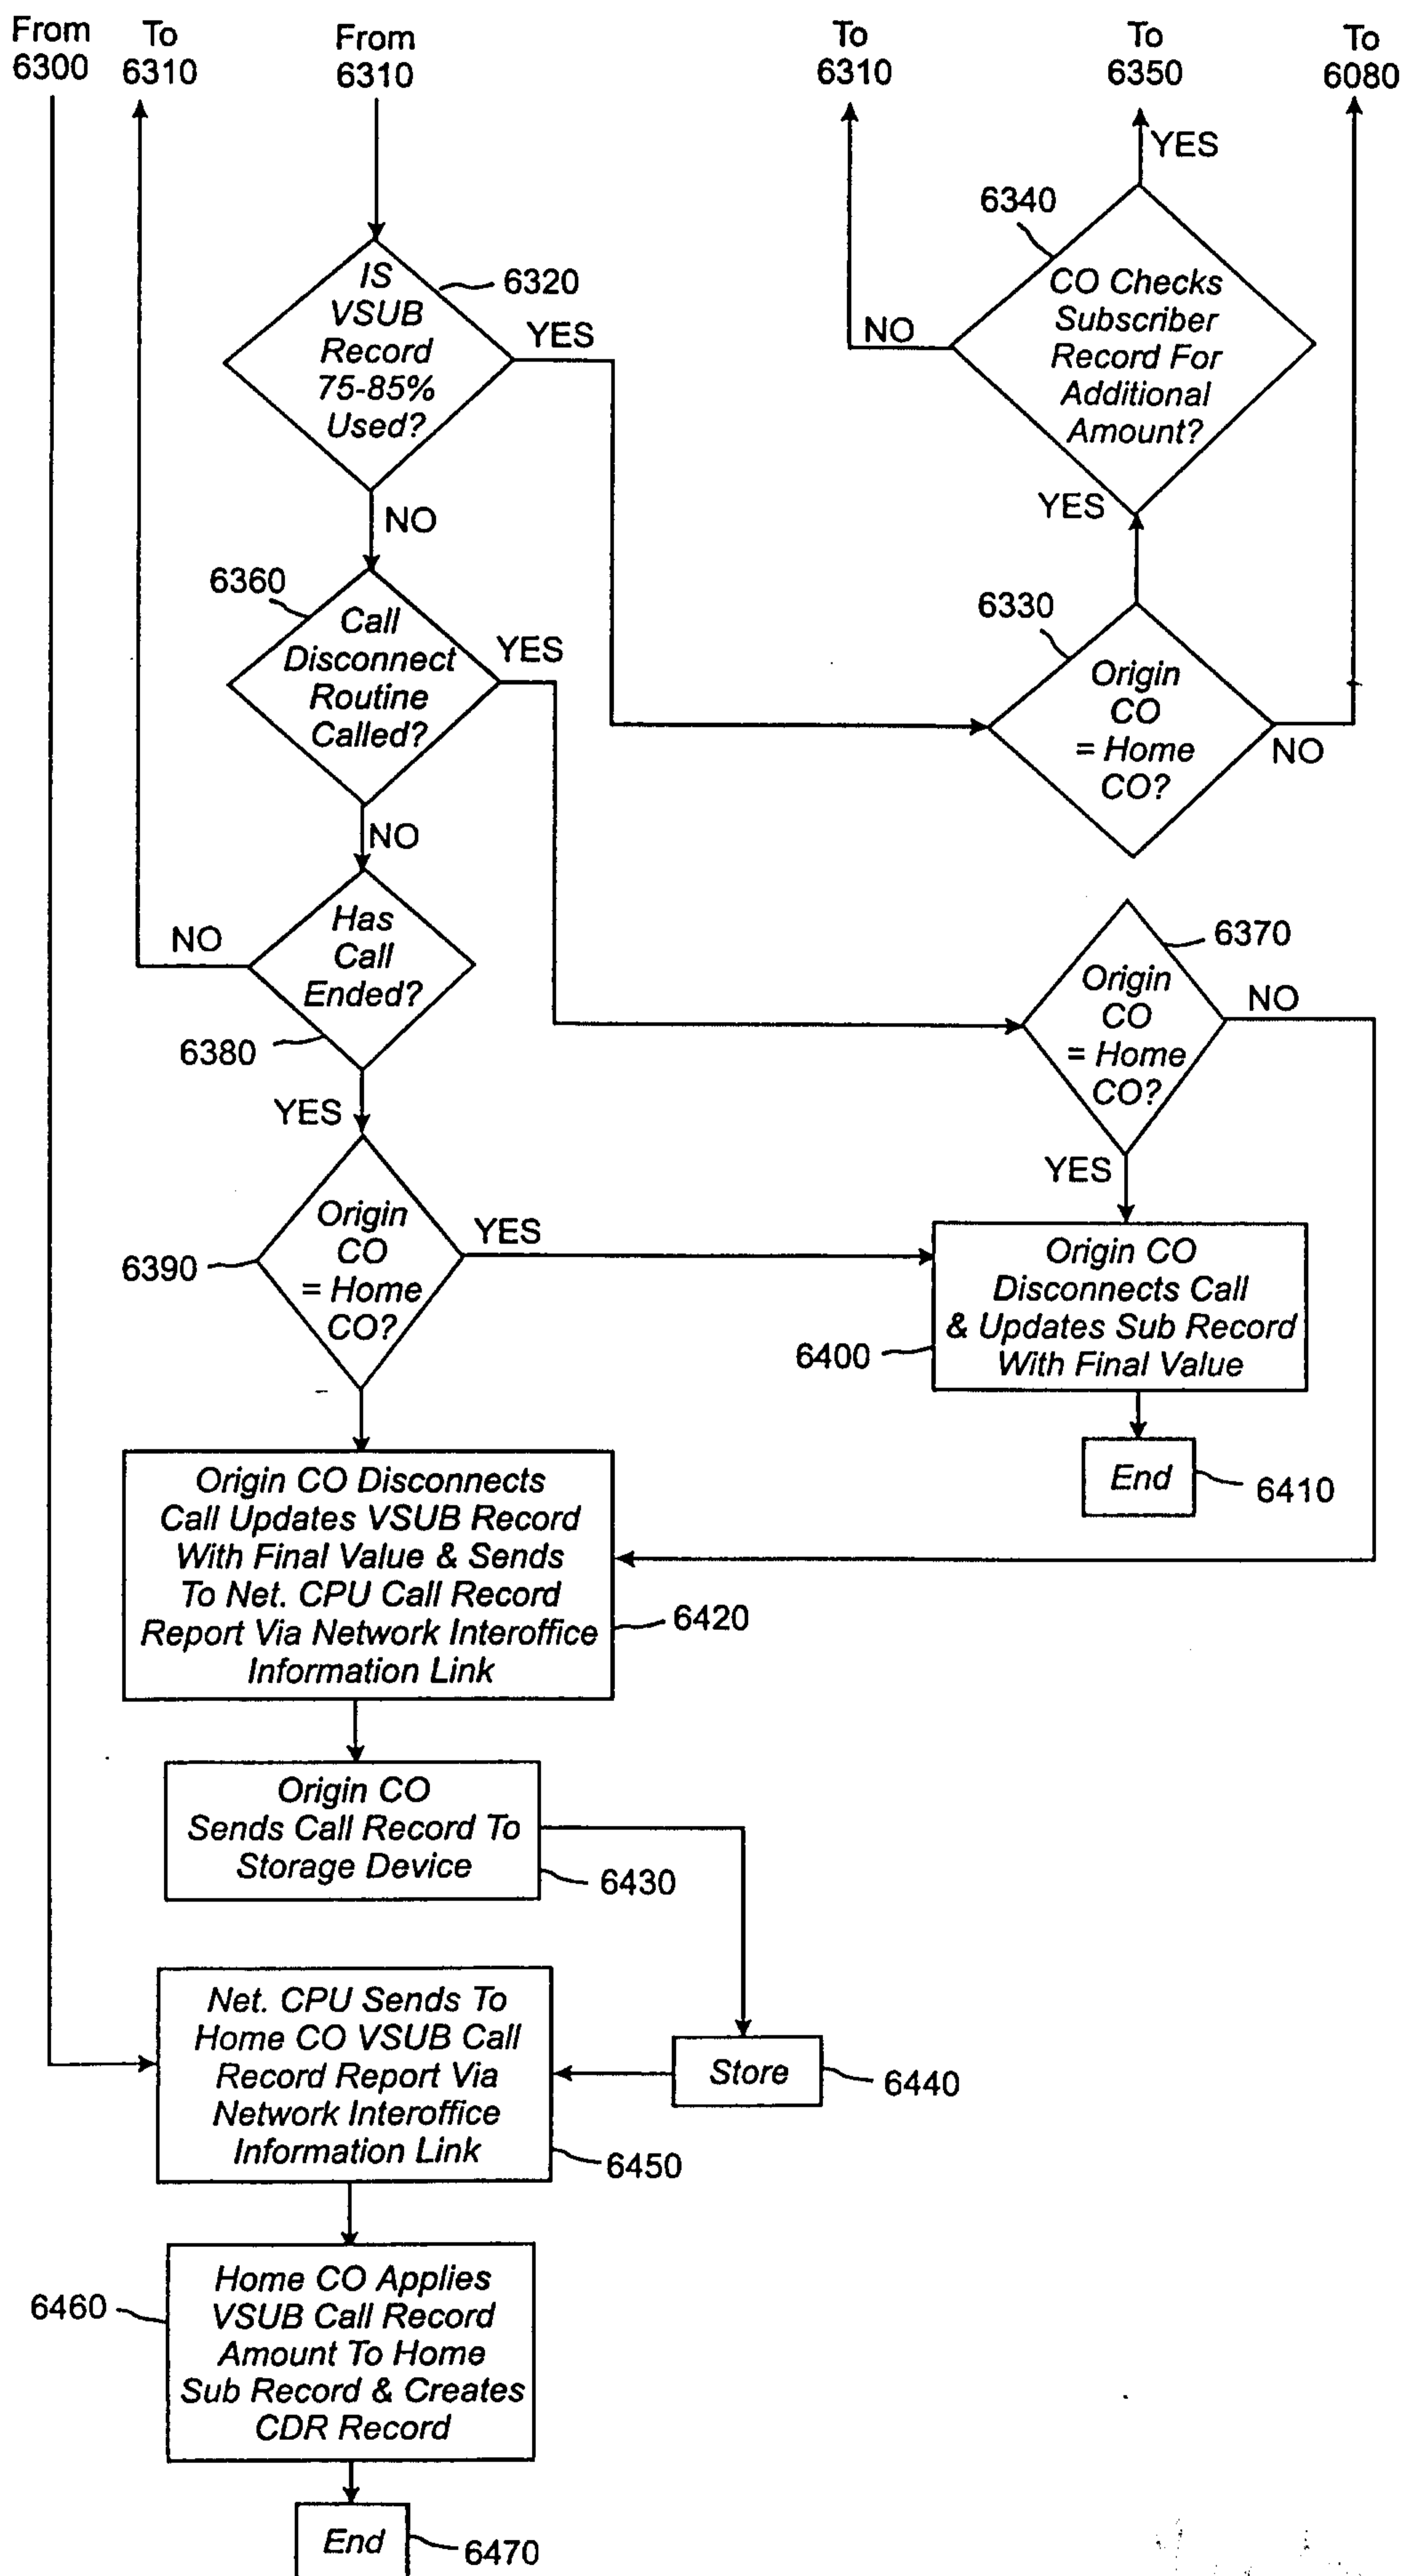 From
6300
To
6310
From
6310
To
6310
To
6350
To
6080
YES
6340
CO Checks
Subscriber
Record For
Additional
Amount?
NO
YES
IS
VSUB
Record
75-85%
Used?
6320
YES
NO
6360
Call
Disconnect
Routine
Called?
YES
6330
Origin
CO
= Home
CO?
NO
NO
Has
Call
Ended?
NO
6380
YES
6370
Origin
CO
= Home
CO?
NO
YES
Origin
CO
= Home
CO?
YES
6390
Origin CO
Disconnects Call
& Updates Sub Record
With Final Value
6400
End
6410
Origin CO Disconnects
Call Updates VSUB Record
With Final Value & Sends
To Net. CPU Call Record
Report Via Network Interoffice
Information Link
6420
Origin CO
Sends Call Record To
Storage Device
6430
Net. CPU Sends To
Home CO VSUB Call
Record Report Via
Network Interoffice
Information Link
6450
Store
6440
Home CO Applies
VSUB Call Record
Amount To Home
Sub Record & Creates
CDR Record
6460
End
6470